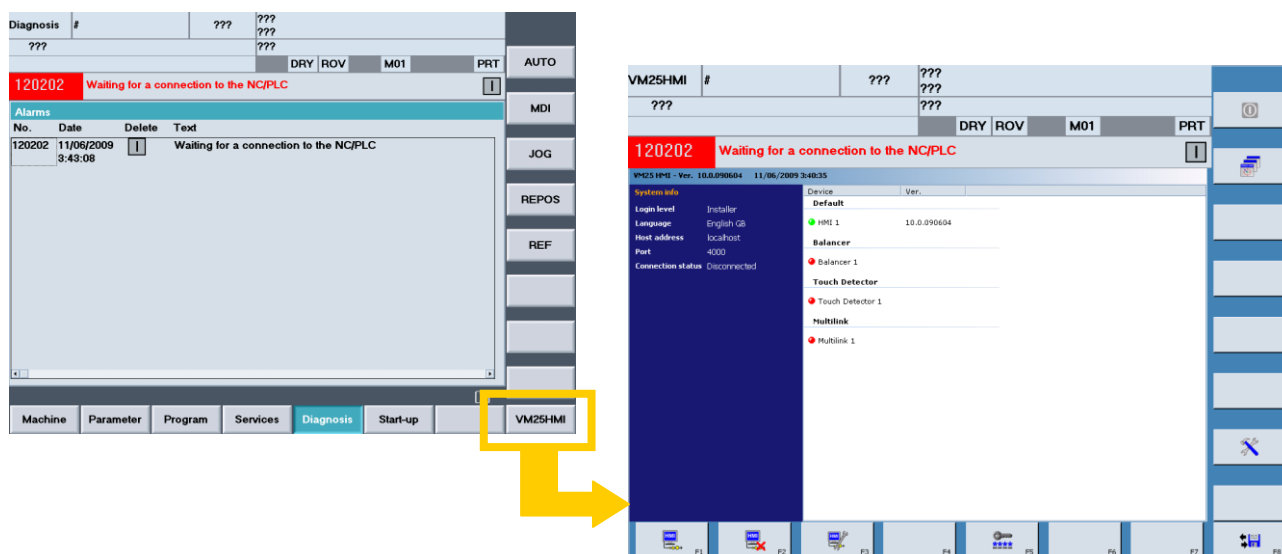 Diagnosis # ??? ???
???
??? ???
DRY ROV M01 PRT
120202 Waiting for a connection to the NC/PLC
Alarms
No. Date Delete Text
120202 11/06/2009 Waiting for a connection to the NC/PLC
3:43:08
AUTO
MDI
JOG
REPOS
REF
Machine Parameter Program Services Diagnosis Start-up VM25HMI
VM25HMI # ??? ???
???
??? ???
DRY ROV M01 PRT
120202 Waiting for a connection to the NC/PLC
VM25 HMI - Ver. 10.0.090604 11/06/2009 3:40:35
System info
Login level Installer
Language English GB
Host address localhost
Port 4000
Connection status Disconnected
Device Ver.
Default
HMI 1 10.0.090604
Balancer
Balancer 1
Touch Detector
Touch Detector 1
Multilink
Multilink 1
F1 F2 F3 F4 F5 F6 F7 F8